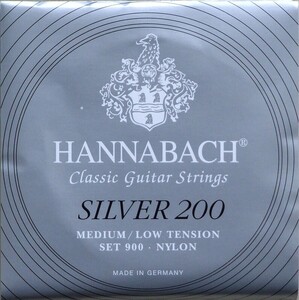 HANNABACH®
Classic Guitar Strings
SILVER 200
MEDIUM / LOW TENSION
SET 900 · NYLON
MADE IN GERMANY